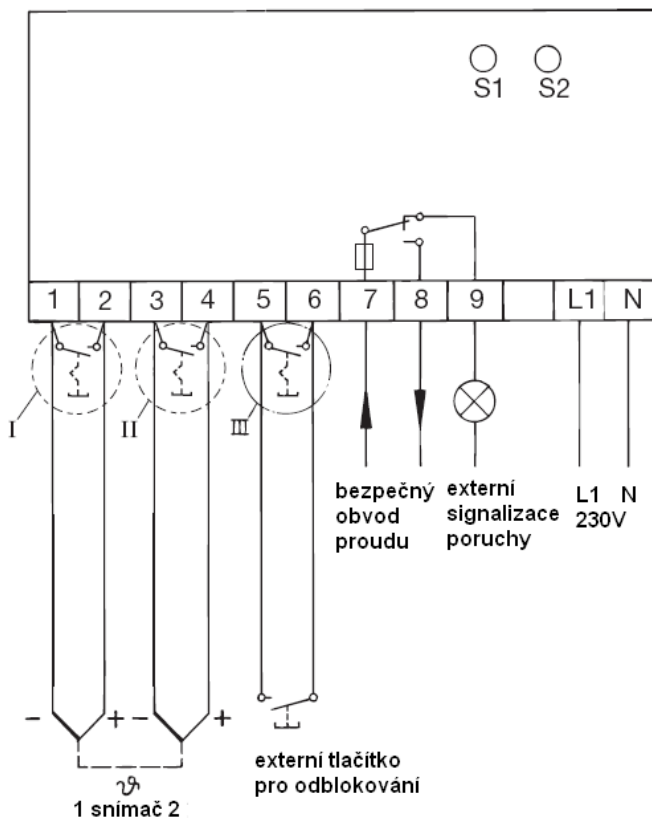 S1 S2
1 2 3 4 5 6 7 8 9 L1 N
I II III
bezpečný
obvod
proudu
externí
signalizace
poruchy
L1 N
230V
- + - +
ϑ
1 snímač 2
externí tlačítko
pro odblokování